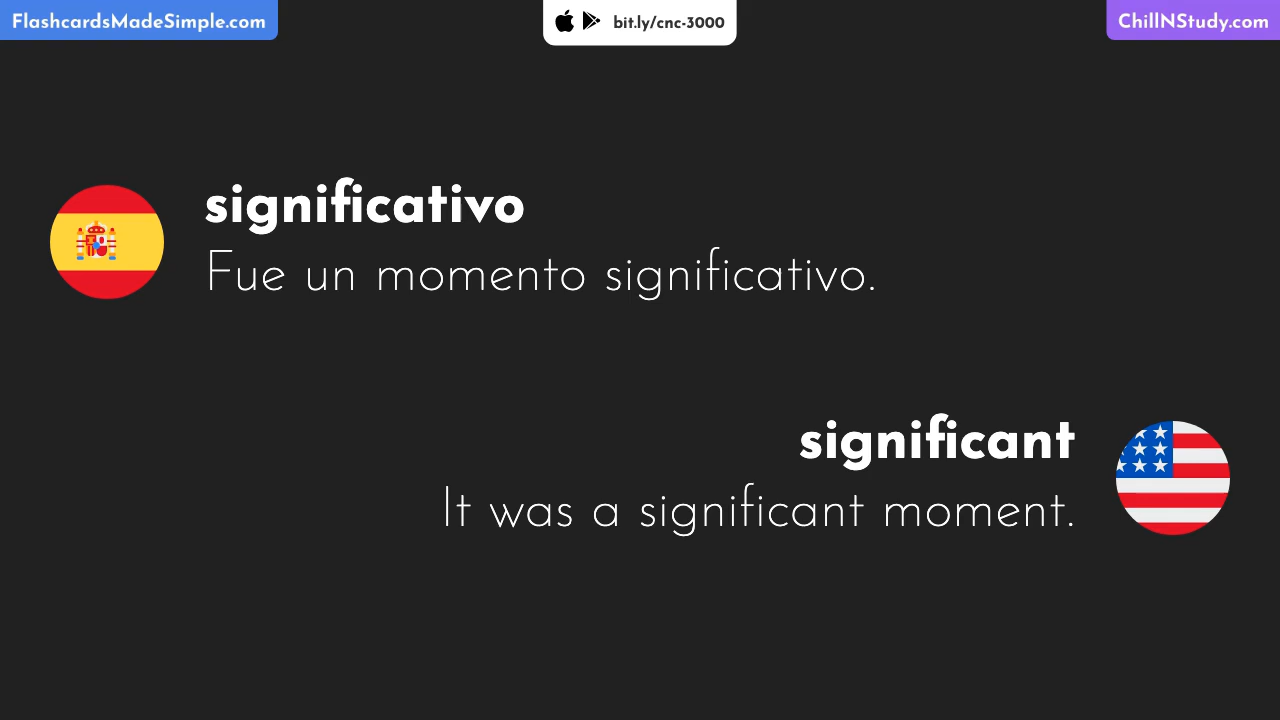 FlashcardsMadeSimple.com
bit.ly/cnc-3000
ChillNStudy.com
significativo
Fue un momento significativo.
significant
It was a significant moment.